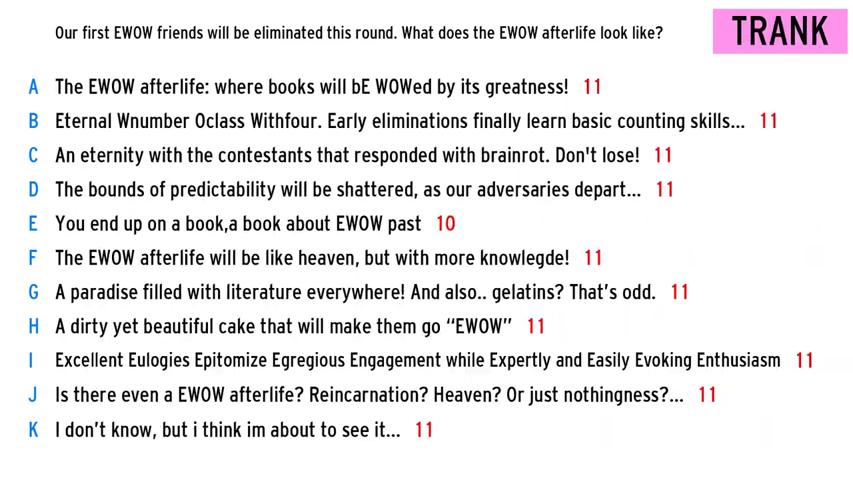 Our first EWOW friends will be eliminated this round. What does the EWOW afterlife look like?
TRANK
A The EWOW afterlife: where books will bE WOWed by its greatness! 11
B Eternal Wnumber Oclass Withfour. Early eliminations finally learn basic counting skills... 11
C An eternity with the contestants that responded with brainrot. Don't lose! 11
D The bounds of predictability will be shattered, as our adversaries depart... 11
E You end up on a book,a book about EWOW past 10
F The EWOW afterlife will be like heaven, but with more knowlegde! 11
G A paradise filled with literature everywhere! And also.. gelatins? That's odd. 11
H A dirty yet beautiful cake that will make them go “EWOW” 11
I Excellent Eulogies Epitomize Egregious Engagement while Expertly and Easily Evoking Enthusiasm 11
J Is there even a EWOW afterlife? Reincarnation? Heaven? Or just nothingness?... 11
K I don't know, but i think im about to see it... 11